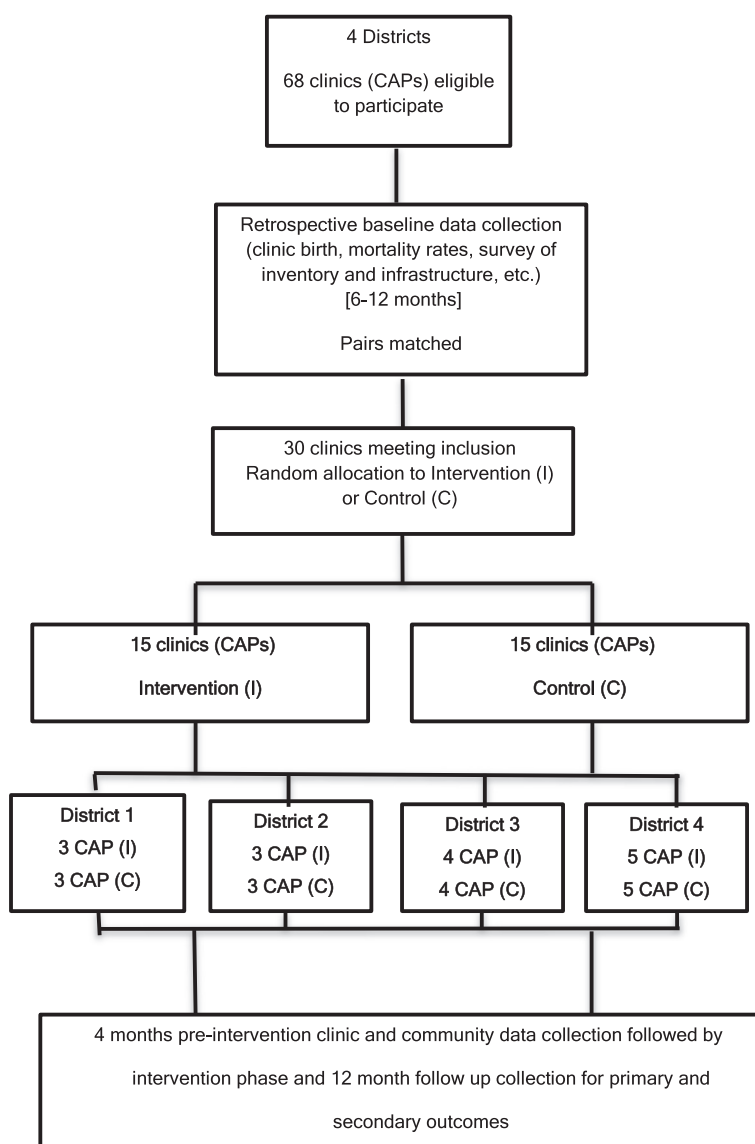 4 Districts
68 clinics (CAPs) eligible
to participate
Retrospective baseline data collection
(clinic birth, mortality rates, survey of
inventory and infrastructure, etc.)
[6-12 months]
Pairs matched
30 clinics meeting inclusion
Random allocation to Intervention (I)
or Control (C)
15 clinics (CAPs)
Intervention (I)
15 clinics (CAPs)
Control (C)
District 1
3 CAP (I)
3 CAP (C)
District 2
3 CAP (I)
3 CAP (C)
District 3
4 CAP (I)
4 CAP (C)
District 4
5 CAP (I)
5 CAP (C)
4 months pre-intervention clinic and community data collection followed by
intervention phase and 12 month follow up collection for primary and
secondary outcomes